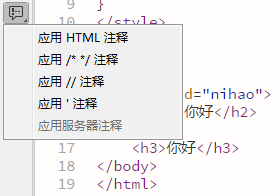 9 }
10 </style>
应用 HTML 注释
应用 /* */ 注释
应用 // 注释
应用 ' 注释
应用服务器注释
d="nihao">
你好</h2>
17 <h3>你好</h3>
18 </body>
19 </html>